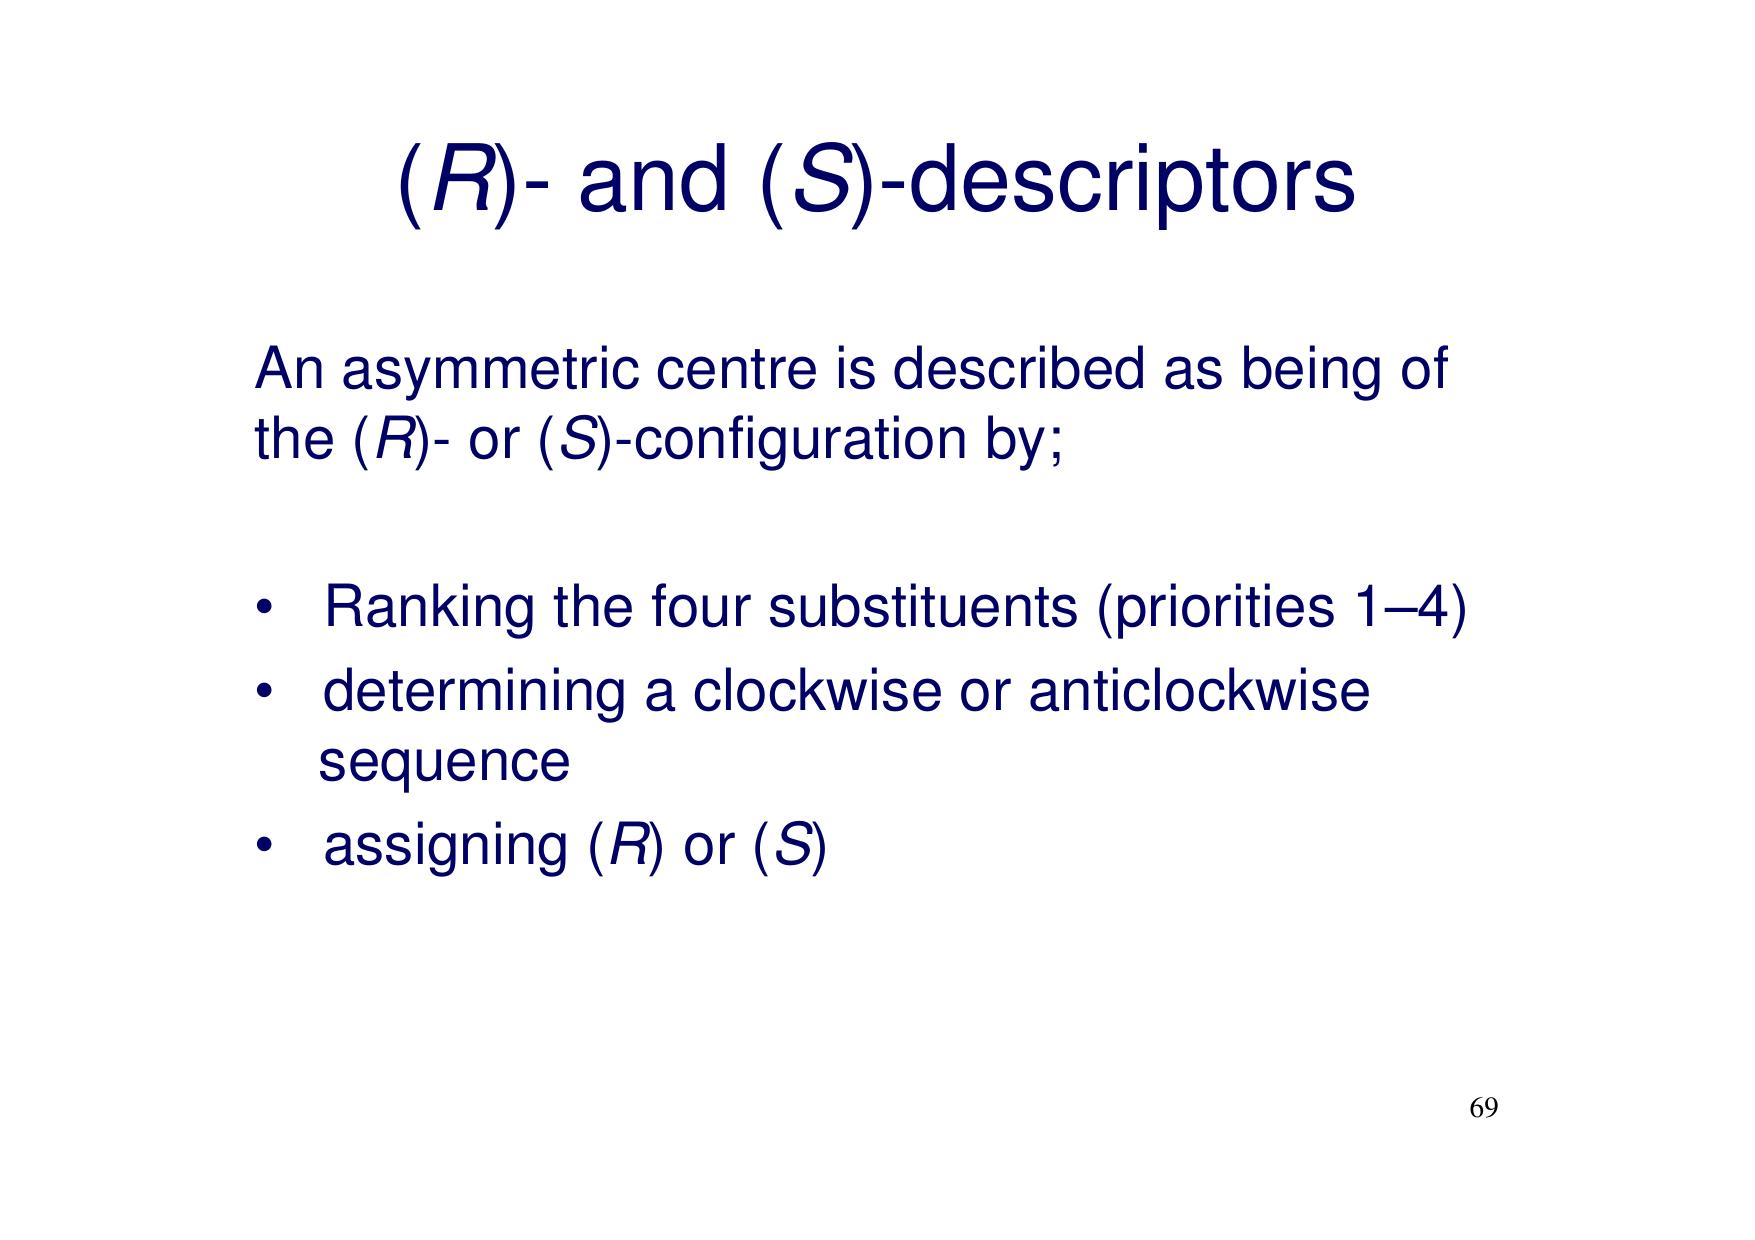 (R)- and (S)-descriptors
An asymmetric centre is described as being of
the (R)- or (S)-configuration by;
• Ranking the four substituents (priorities 1–4)
• determining a clockwise or anticlockwise
sequence
• assigning (R) or (S)
69